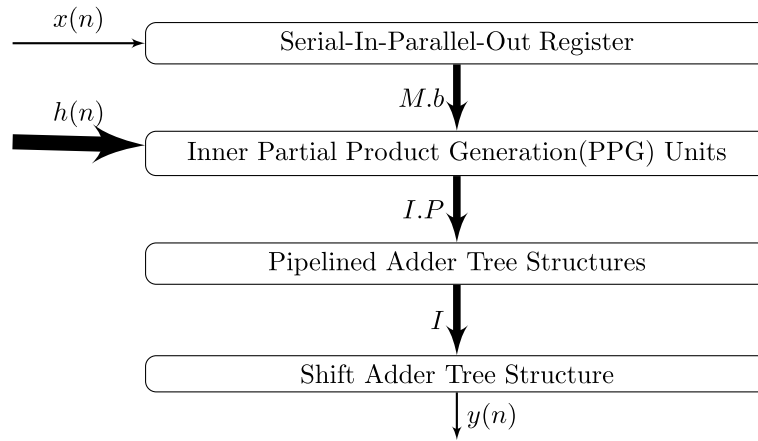 x(n)
Serial-In-Parallel-Out Register
M.b
h(n)
Inner Partial Product Generation(PPG) Units
I.P
Pipelined Adder Tree Structures
I
Shift Adder Tree Structure
y(n)